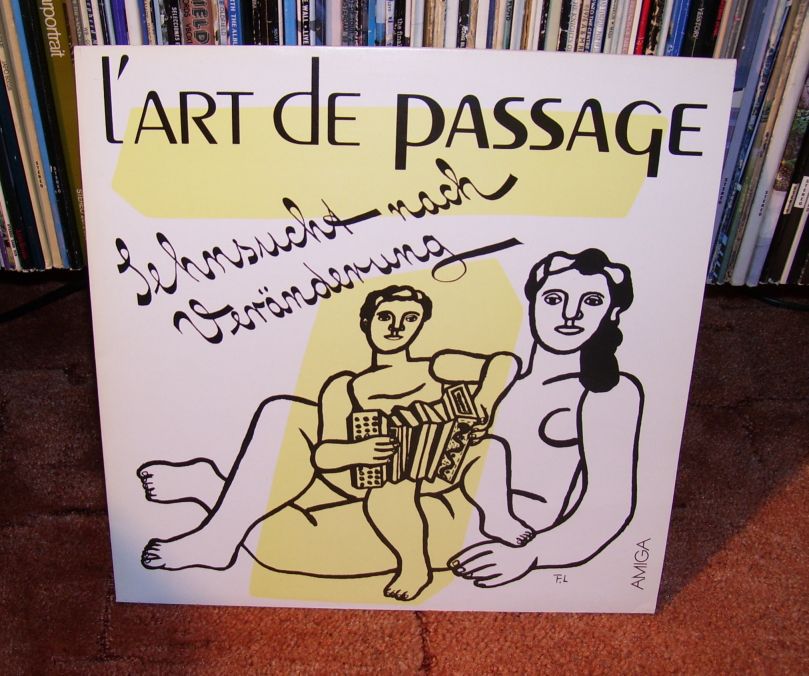 l'ART dE PASSAGE
Sehnsucht nach
Veränderung
F.L
AMIGA